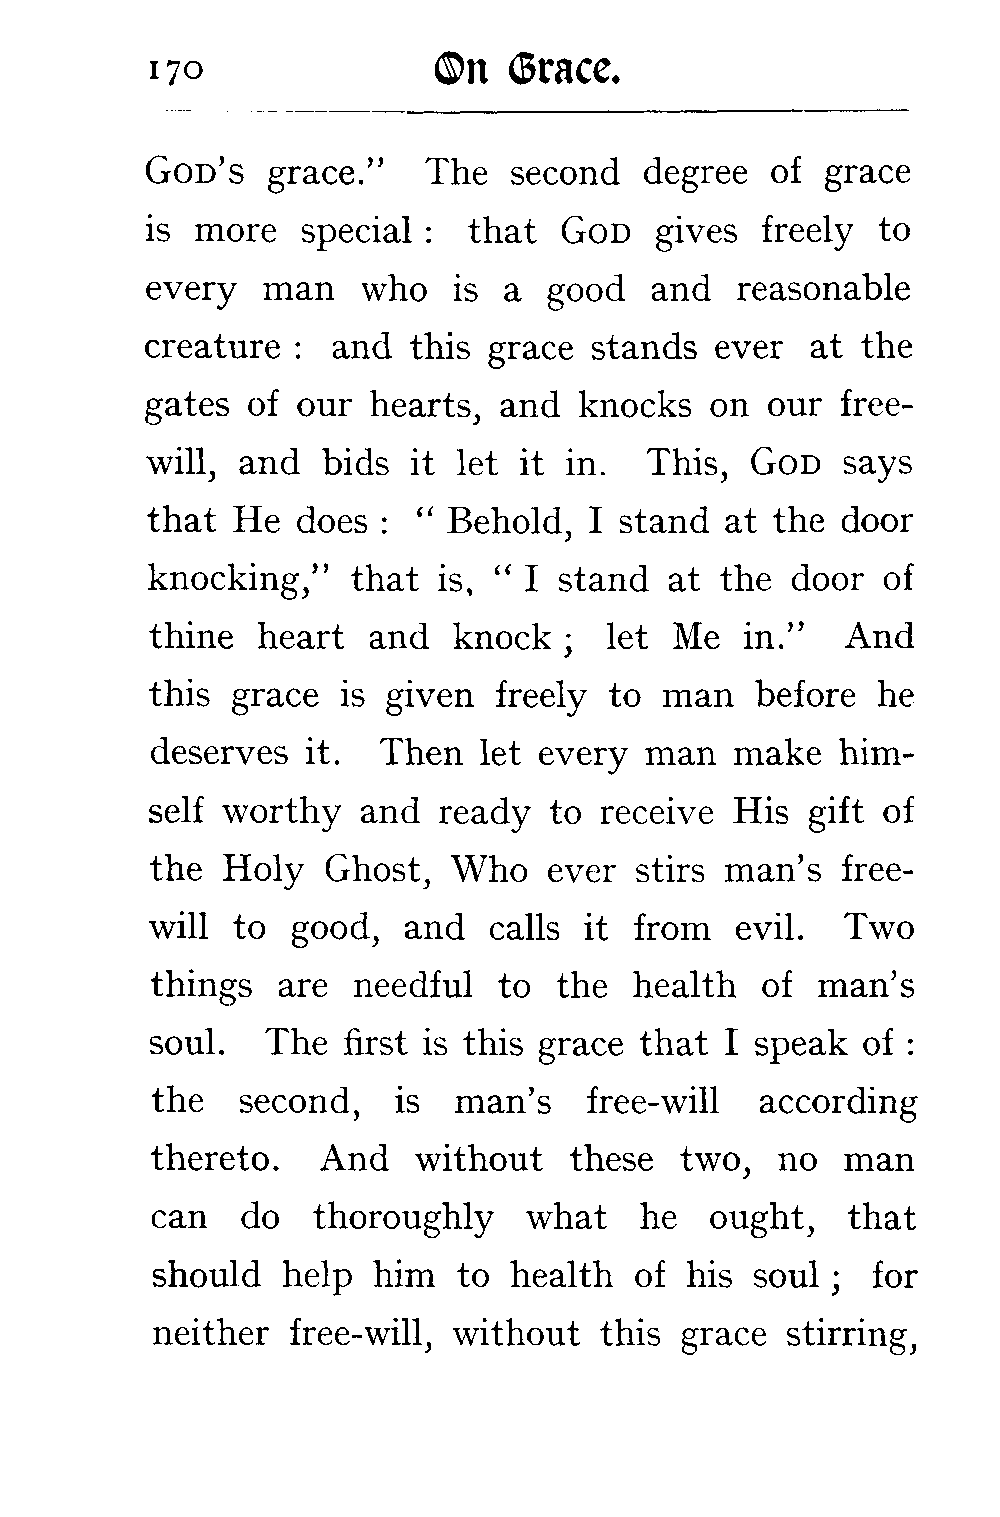 170 On Grace.
GOD’S grace.” The second degree of grace
is more special : that GOD gives freely to
every man who is a good and reasonable
creature : and this grace stands ever at the
gates of our hearts, and knocks on our free-
will, and bids it let it in. This, GOD says
that He does : “ Behold, I stand at the door
knocking,” that is, “ I stand at the door of
thine heart and knock ; let Me in.” And
this grace is given freely to man before he
deserves it. Then let every man make him-
self worthy and ready to receive His gift of
the Holy Ghost, Who ever stirs man’s free-
will to good, and calls it from evil. Two
things are needful to the health of man’s
soul. The first is this grace that I speak of :
the second, is man’s free-will according
thereto. And without these two, no man
can do thoroughly what he ought, that
should help him to health of his soul ; for
neither free-will, without this grace stirring,